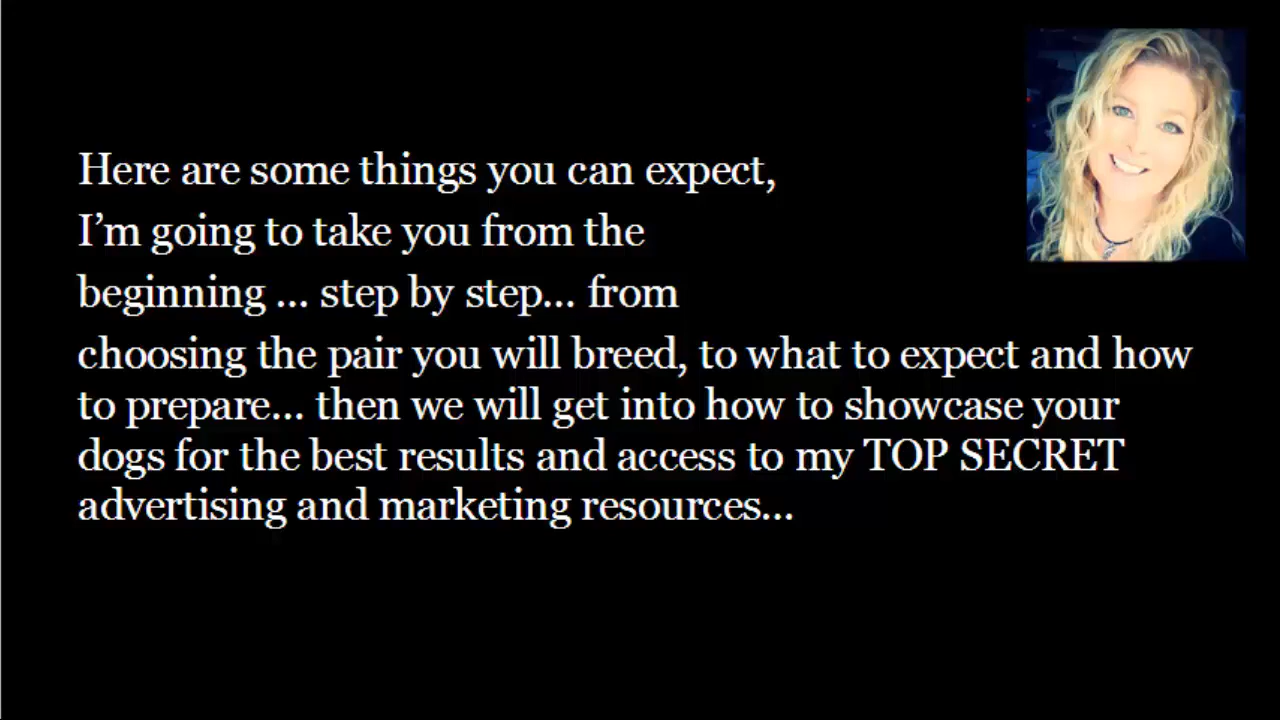 Here are some things you can expect,
I’m going to take you from the
beginning ... step by step... from
choosing the pair you will breed, to what to expect and how
to prepare... then we will get into how to showcase your
dogs for the best results and access to my TOP SECRET
advertising and marketing resources...